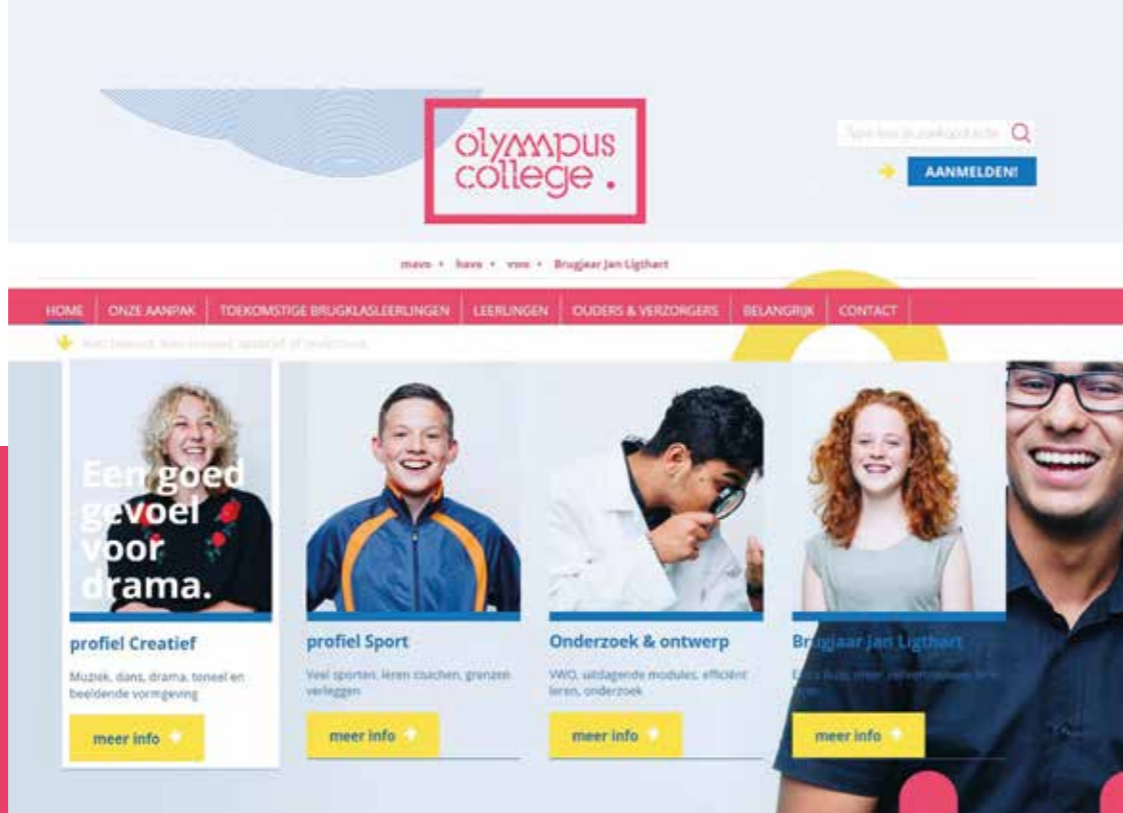 olympus
college .
AANMELDEN!
mavo • havo • vwo • Brugjaar Jan Ligthart
HOME ONZE AANPAK TOEKOMSTIGE BRUGKLASLEERLINGEN LEERLINGEN OUDERS & VERZORGERS BELANGRIJK CONTACT
Een goed
gevoel
voor
drama.
profiel Creatief
Muziek, dans, drama, toneel en
beeldende vormgeving
meer info
profiel Sport
Veel sporten, leren coachen, grenzen
verleggen
meer info
Onderzoek & ontwerp
VWO, uitdagende modules, efficiënt
leren, onderzoek
meer info
Brugjaar Jan Ligthart
meer info